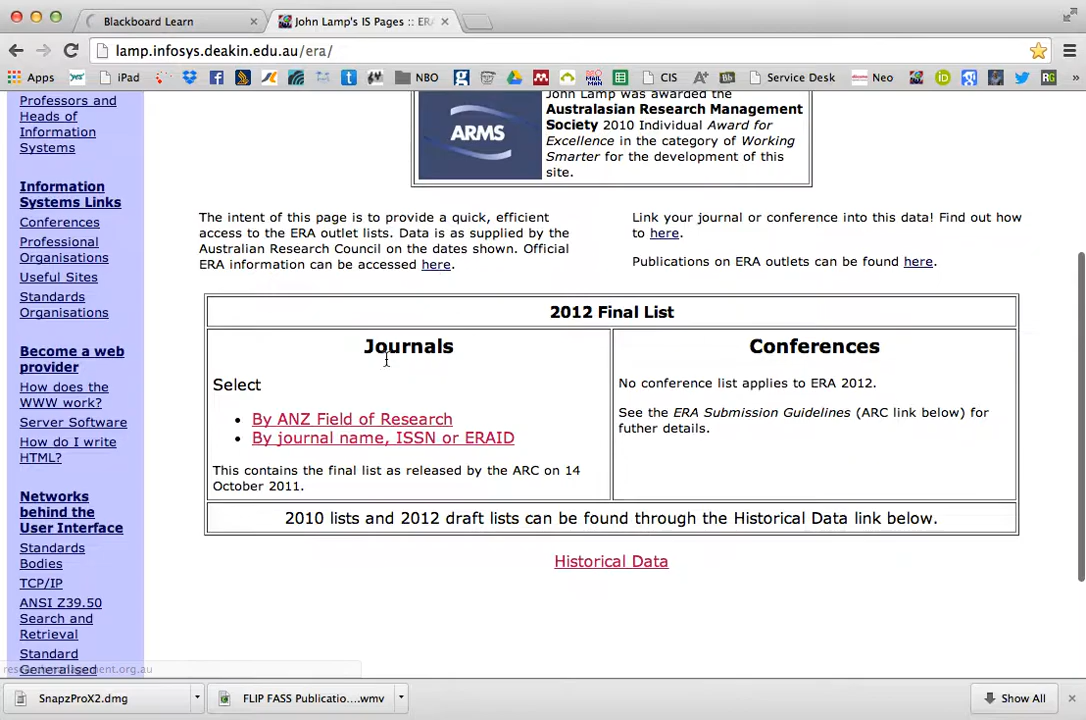 Blackboard Learn
John Lamp's IS Pages :: ERA
lamp.infosys.deakin.edu.au/era/
Apps
iPad
NBO
CIS
Service Desk
Neo
Professors and
Heads of
Information
Systems
Information
Systems Links
Conferences
Professional
Organisations
Useful Sites
Standards
Organisations
Become a web
provider
How does the
WWW work?
Server Software
How do I write
HTML?
Networks
behind the
User Interface
Standards
Bodies
TCP/IP
ANSI Z39.50
Search and
Retrieval
Standard
Generalised
ARMS
John Lamp was awarded the
Australasian Research Management
Society 2010 Individual Award for
Excellence in the category of Working
Smarter for the development of this
site.
The intent of this page is to provide a quick, efficient
access to the ERA outlet lists. Data is as supplied by the
Australian Research Council on the dates shown. Official
ERA information can be accessed here.
Link your journal or conference into this data! Find out how
to here.
Publications on ERA outlets can be found here.
2012 Final List
Journals
Select
• By ANZ Field of Research
• By journal name, ISSN or ERAID
This contains the final list as released by the ARC on 14
October 2011.
Conferences
No conference list applies to ERA 2012.
See the ERA Submission Guidelines (ARC link below) for
futher details.
2010 lists and 2012 draft lists can be found through the Historical Data link below.
Historical Data
SnapzProX2.dmg
FLIP FASS Publicatio....wmv
Show All